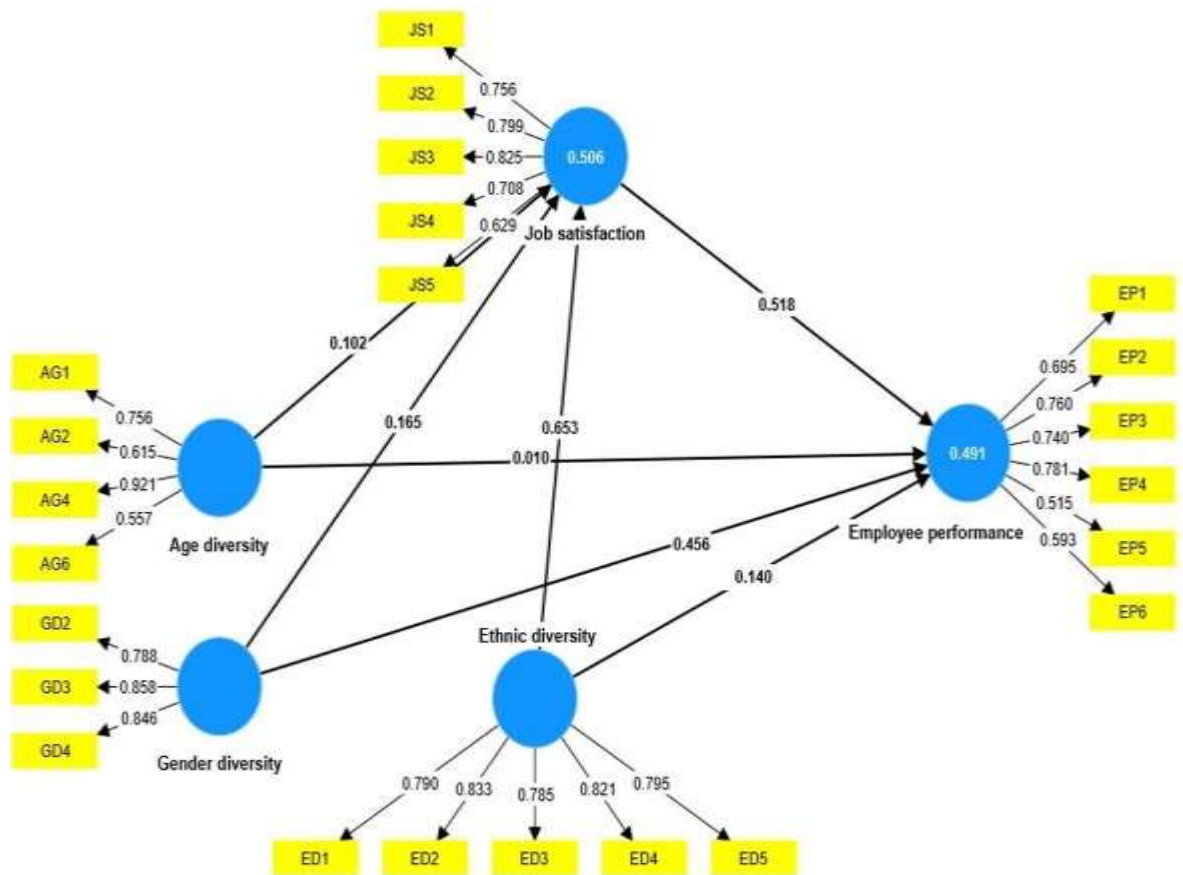 JS1
0.756
JS2
0.799
JS3
0.825
0.506
JS4
0.708
0.629
Job satisfaction
JS5
0.518
EP1
0.102
0.695
EP2
AG1
0.756
0.760
AG2
0.165
0.653
EP3
0.740
0.615
0.010
0.491
0.781
EP4
AG4
0.921
0.515
0.557
Age diversity
Employee performance
0.456
EP5
AG6
0.593
0.140
EP6
GD2
Ethnic diversity
0.788
GD3
0.858
0.846
GD4
Gender diversity
0.790
0.833
0.785
0.821
0.795
ED1
ED2
ED3
ED4
ED5